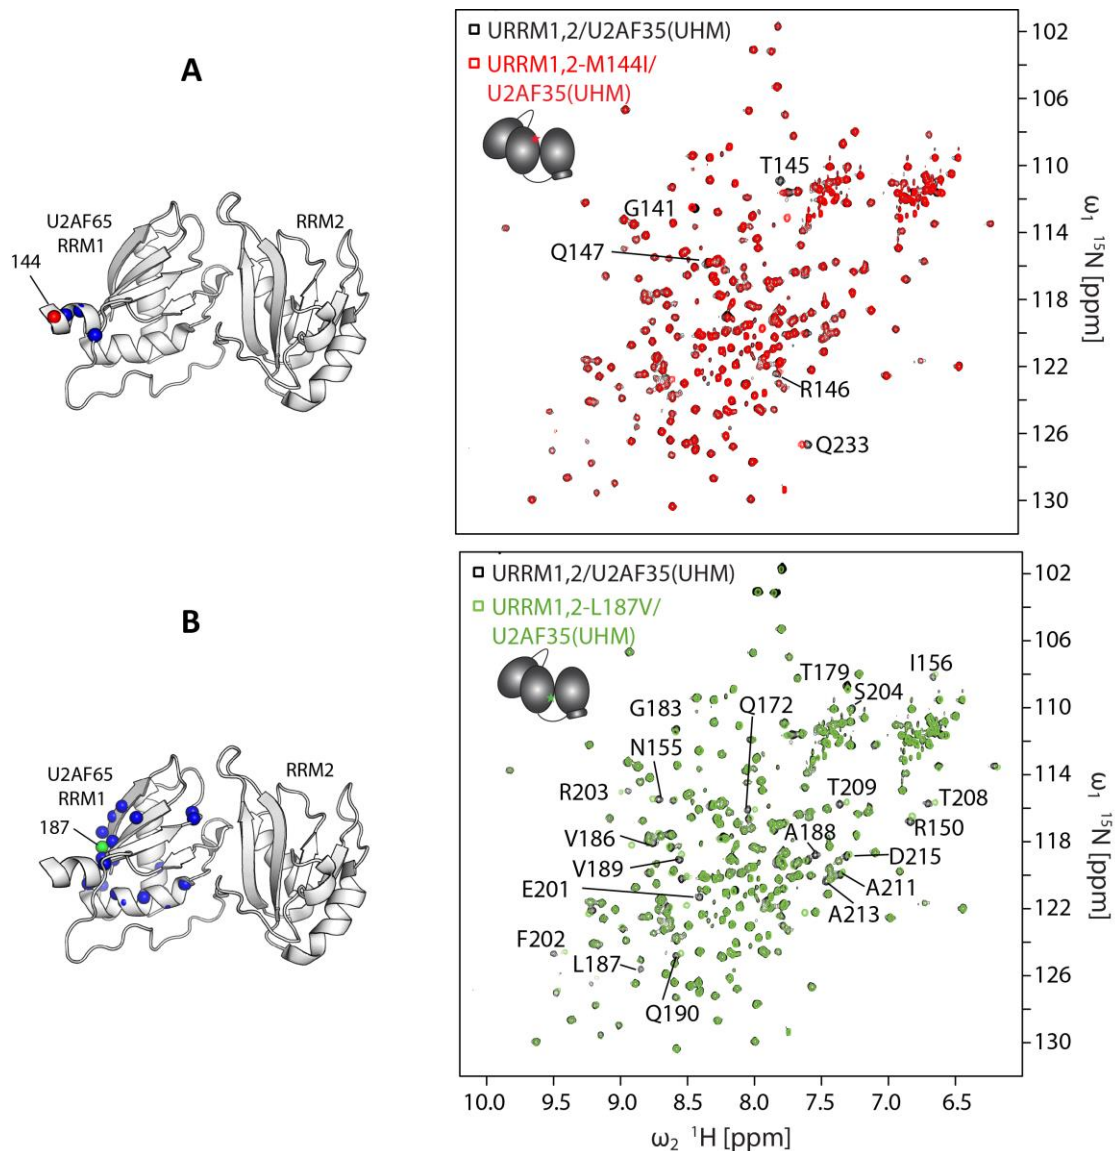 A
U2AF65
RRM1
RRM2
144
URRM1,2/U2AF35(UHM)
URRM1,2-M144I/
U2AF35(UHM)
T145
G141
Q147
R146
Q233
102
106
110
114
118
122
126
130
ω₁ ¹⁵N [ppm]
B
U2AF65
RRM1
RRM2
187
URRM1,2/U2AF35(UHM)
URRM1,2-L187V/
U2AF35(UHM)
I156
T179
S204
Q172
G183
N155
R203
T209
T208
V186
A188
R150
V189
D215
E201
A211
A213
F202
L187
Q190
102
106
110
114
118
122
126
130
ω₁ ¹⁵N [ppm]
10.0 9.5 9.0 8.5 8.0 7.5 7.0 6.5
ω₂ ¹H [ppm]